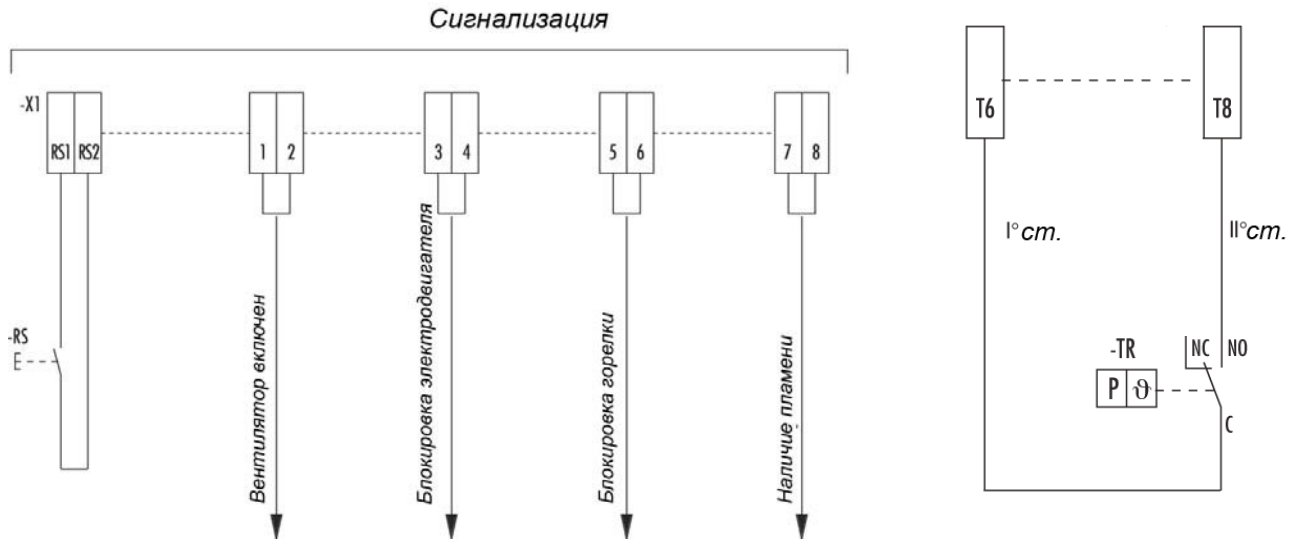 Сигнализация
-X1
RS1 RS2 1 2 3 4 5 6 7 8
-RS
E
Вентилятор включен
Блокировка электродвигателя
Блокировка горелки
Наличие пламени
T6 T8
I° ст. II° ст.
-TR
NC NO
P ϑ
C